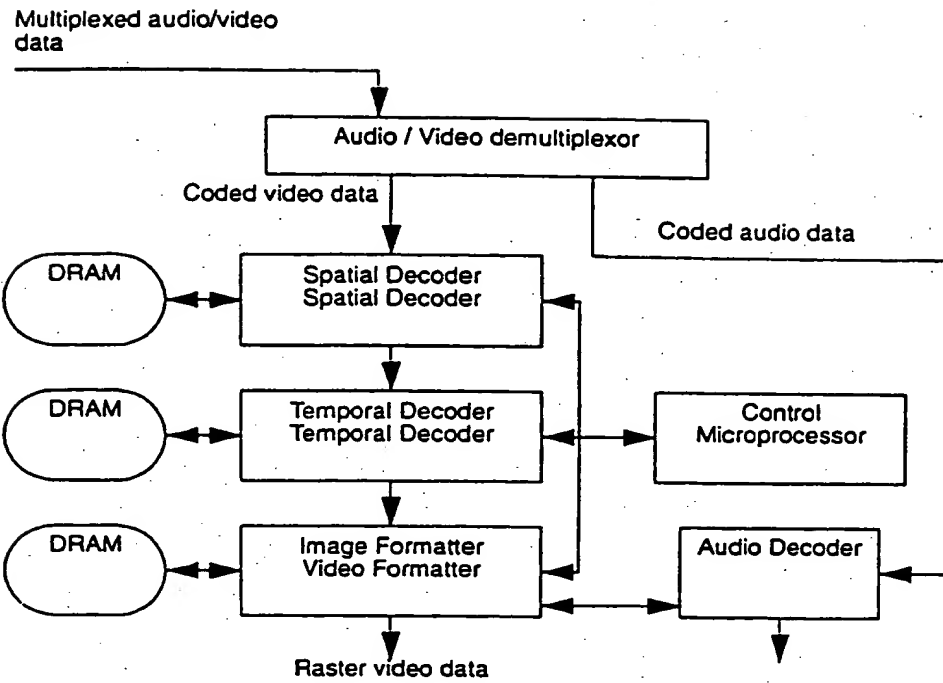 Multiplexed audio/video
data
Audio / Video demultiplexor
Coded video data
Coded audio data
DRAM
Spatial Decoder
Spatial Decoder
DRAM
Temporal Decoder
Temporal Decoder
Control
Microprocessor
DRAM
Image Formatter
Video Formatter
Audio Decoder
Raster video data